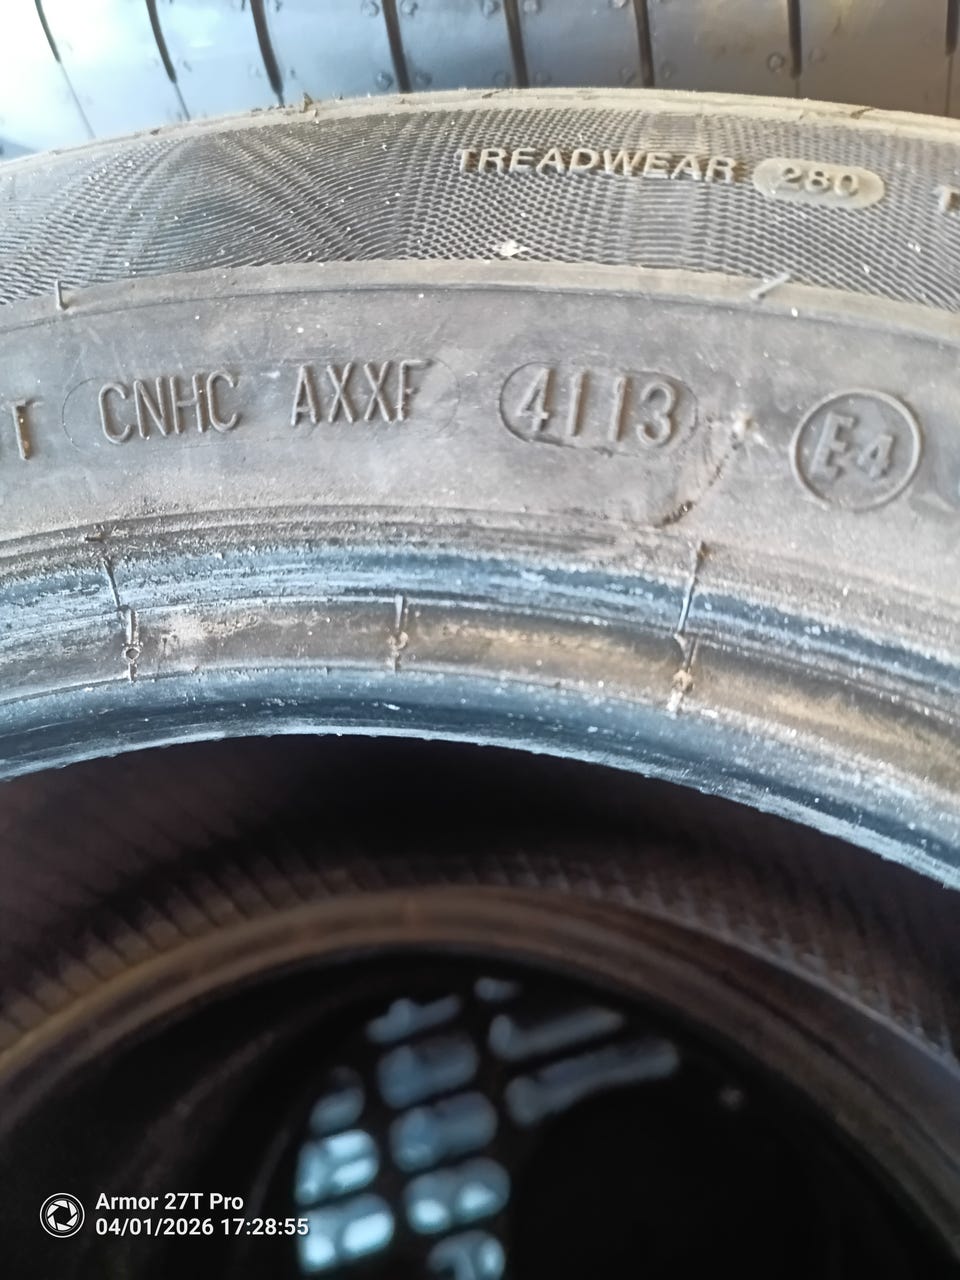 TREADWEAR 280
T CNHC AXXF 4113 E4
Armor 27T Pro
04/01/2026 17:28:55